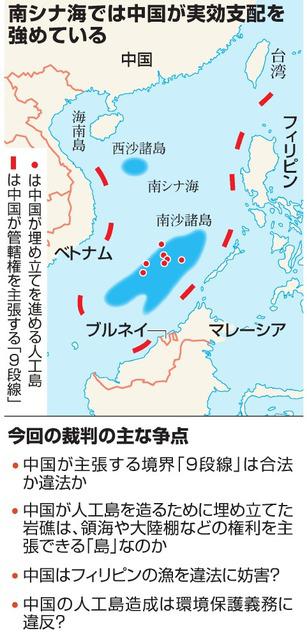 南シナ海では中国が実効支配を
強めている
中国
台湾
海南島
西沙諸島
南シナ海
フィリピン
南沙諸島
ベトナム
ブルネイ
マレーシア
●は中国が埋め立てを進める人工島
━は中国が管轄権を主張する「9段線」
今回の裁判の主な争点
●中国が主張する境界「9段線」は合法
か違法か
●中国が人工島を造るために埋め立てた
岩礁は、領海や大陸棚などの権利を主
張できる「島」なのか
●中国はフィリピンの漁を違法に妨害?
●中国の人工島造成は環境保護義務に
違反?